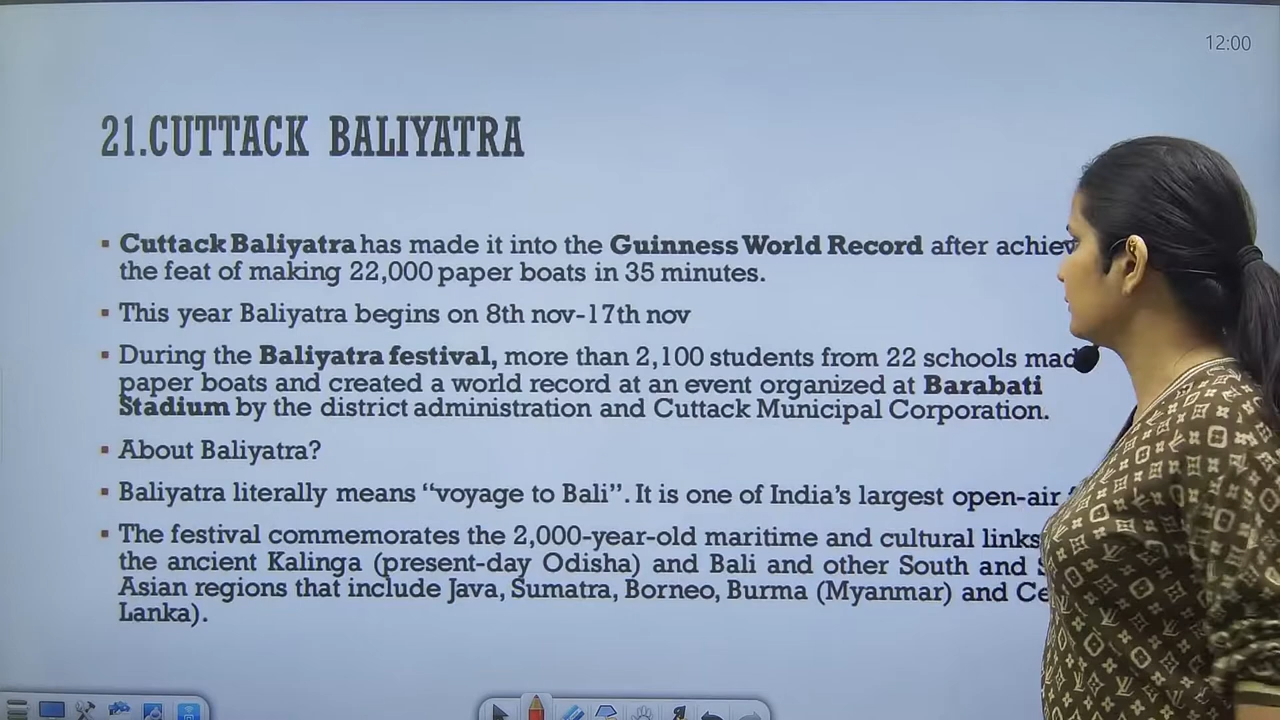 12:00
21.CUTTACK BALIYATRA
▪ Cuttack Baliyatra has made it into the Guinness World Record after achiev
the feat of making 22,000 paper boats in 35 minutes.
▪ This year Baliyatra begins on 8th nov-17th nov
▪ During the Baliyatra festival, more than 2,100 students from 22 schools mad
paper boats and created a world record at an event organized at Barabati
Stadium by the district administration and Cuttack Municipal Corporation.
▪ About Baliyatra?
▪ Baliyatra literally means “voyage to Bali”. It is one of India’s largest open-air
▪ The festival commemorates the 2,000-year-old maritime and cultural links
the ancient Kalinga (present-day Odisha) and Bali and other South and
Asian regions that include Java, Sumatra, Borneo, Burma (Myanmar) and Ce
Lanka).